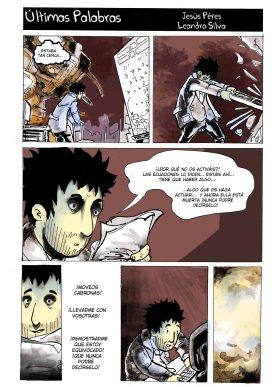 Últimas Palabras
Jesús Péres
Leandro Silva
ESTABA
TAN CERCA...
¡¿POR QUÉ NO OS ACTIVÁIS?!
LAS ECUACIONES LO DICEN... ESTÁIS AHÍ...
TIENE QUE HABER ALGO...
...ALGO QUE OS HAGA
ACTUAR... Y AHORA ELLA ESTÁ
MUERTA ¡NUNCA PODRÉ
DECÍRSELO!
¡MOVEOS
CABRONAS!
¡LLEVADME CON
VOSOTRAS!
¡DEMOSTRADME
QUE ESTOY
EQUIVOCADO!
¡QUE NUNCA
PODRÉ
DECÍRSELO!